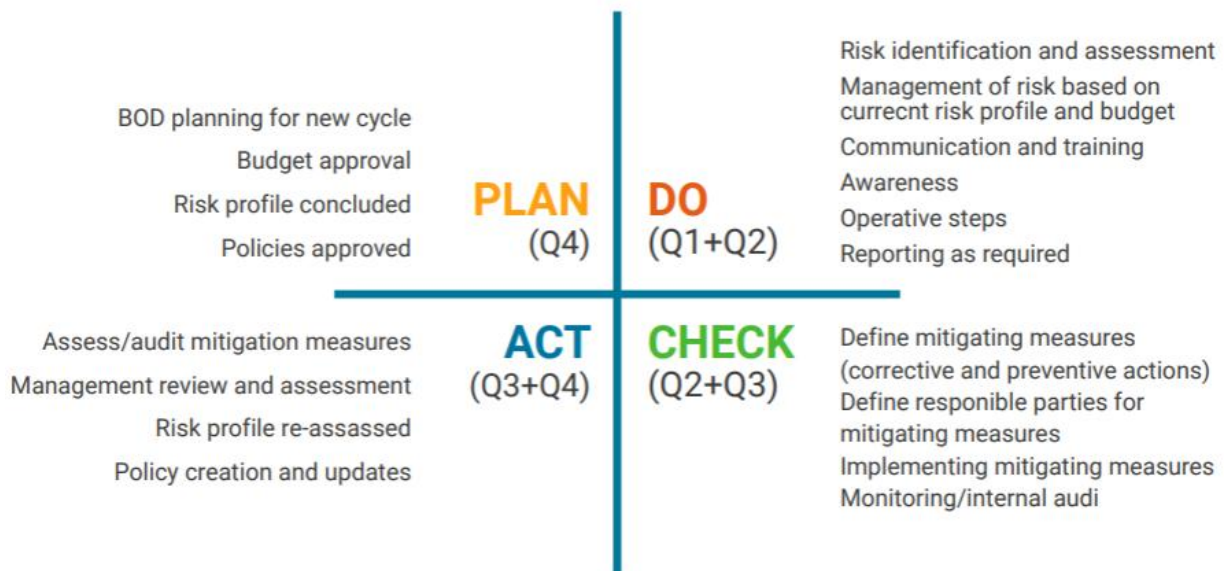 BOD planning for new cycle
Budget approval
Risk profile concluded
Policies approved
PLAN
(Q4)
DO
(Q1+Q2)
Risk identification and assessment
Management of risk based on
currecnt risk profile and budget
Communication and training
Awareness
Operative steps
Reporting as required
Assess/audit mitigation measures
Management review and assessment
Risk profile re-assassed
Policy creation and updates
ACT
(Q3+Q4)
CHECK
(Q2+Q3)
Define mitigating measures
(corrective and preventive actions)
Define responible parties for
mitigating measures
Implementing mitigating measures
Monitoring/internal audi